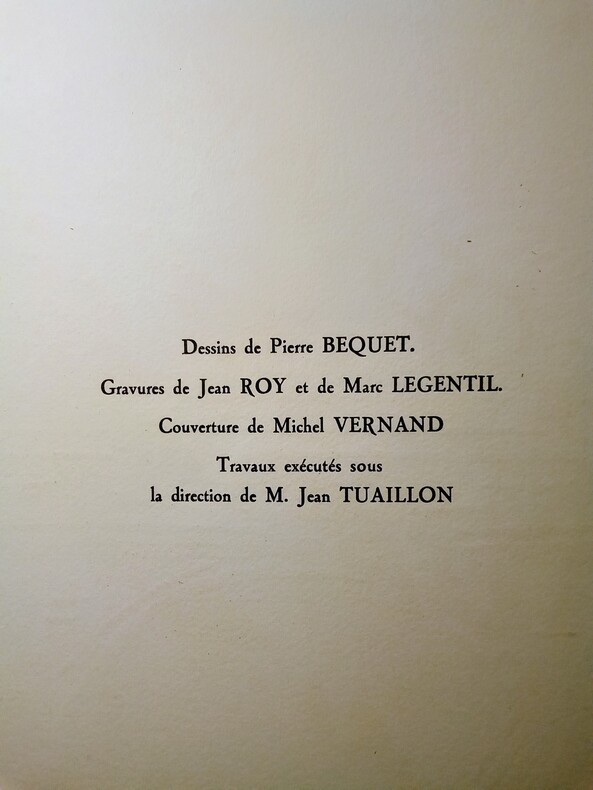 Dessins de Pierre BEQUET.
Gravures de Jean ROY et de Marc LEGENTIL.
Couverture de Michel VERNAND
Travaux exécutés sous
la direction de M. Jean TUAILLON